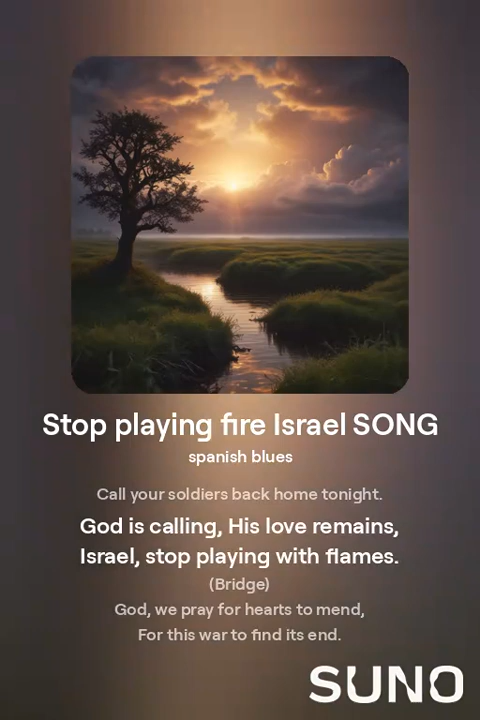 Stop playing fire Israel SONG
spanish blues
Call your soldiers back home tonight.
God is calling, His love remains,
Israel, stop playing with flames.
(Bridge)
God, we pray for hearts to mend,
For this war to find its end.
SUNO